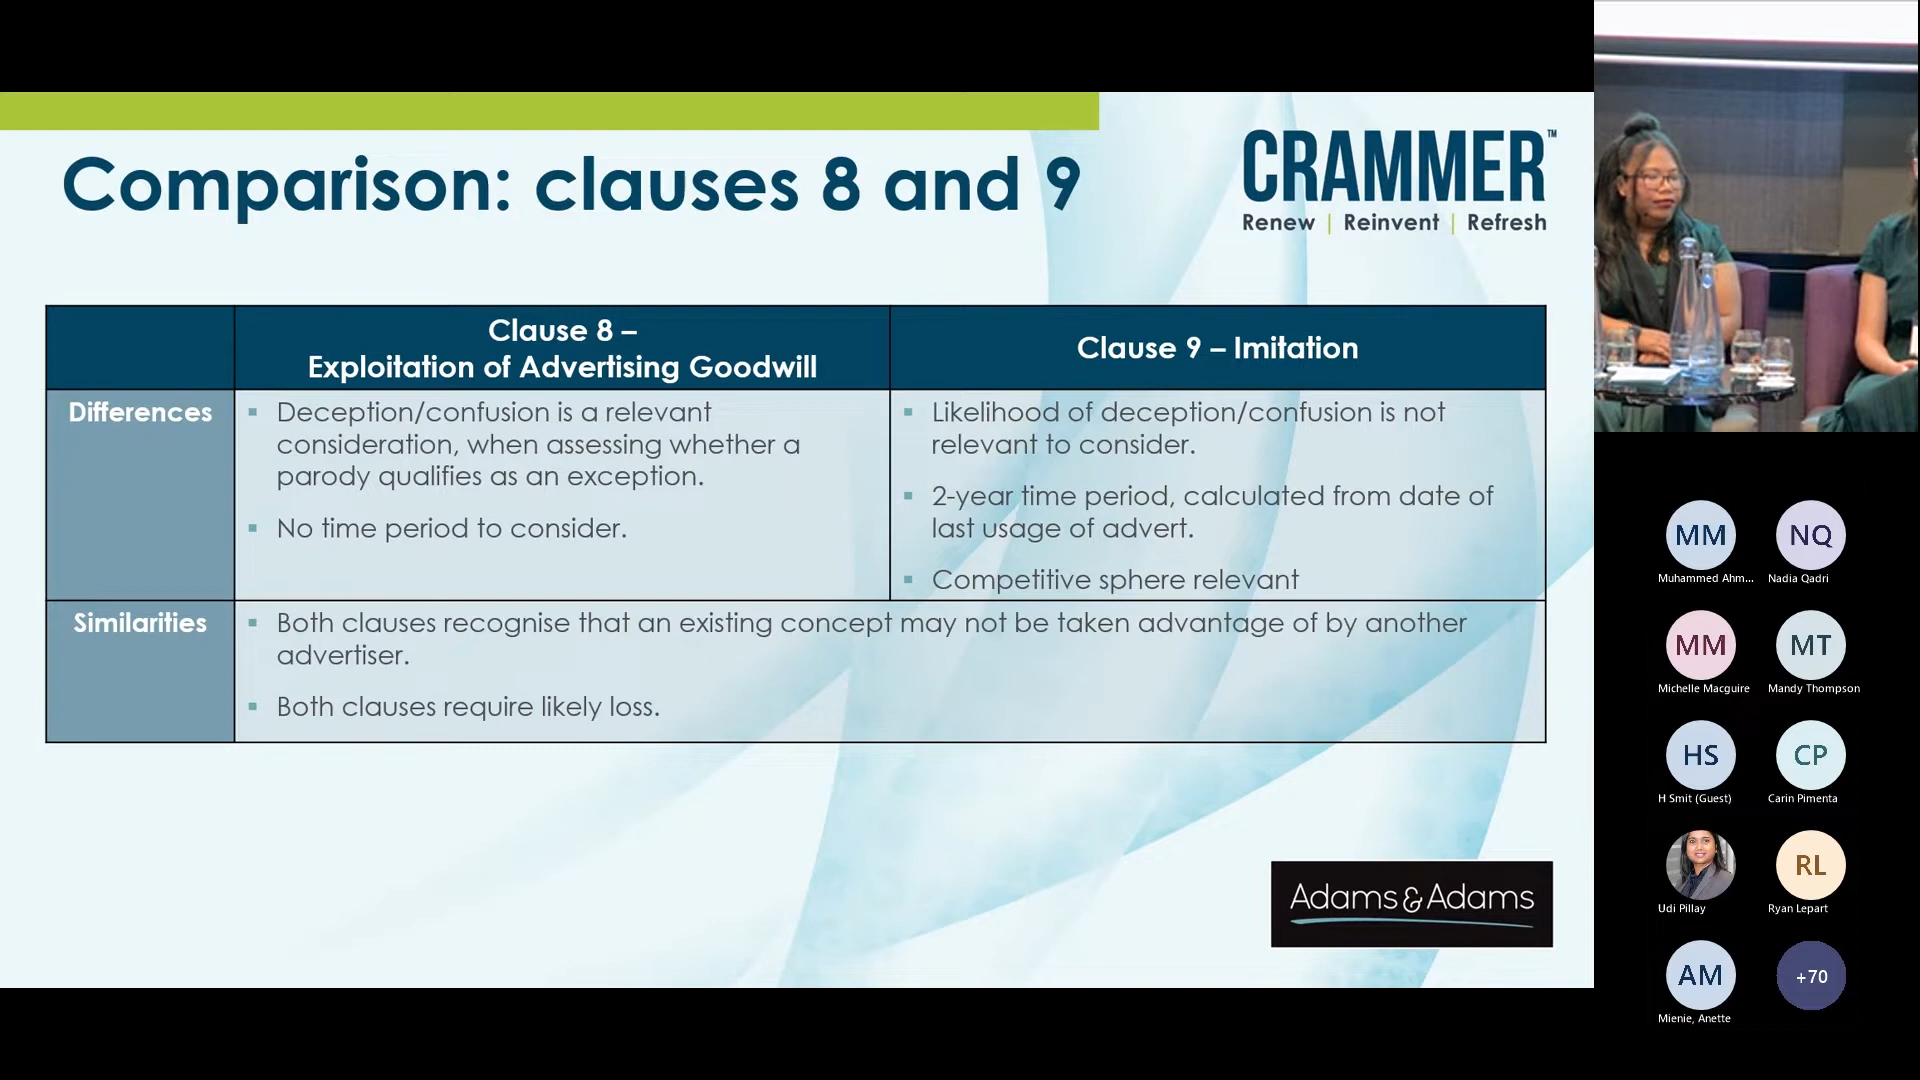 Comparison: clauses 8 and 9
CRAMMER™
Renew | Reinvent | Refresh
Clause 8 –
Exploitation of Advertising Goodwill
Clause 9 – Imitation
Differences
▪ Deception/confusion is a relevant
consideration, when assessing whether a
parody qualifies as an exception.
▪ No time period to consider.
▪ Likelihood of deception/confusion is not
relevant to consider.
▪ 2-year time period, calculated from date of
last usage of advert.
▪ Competitive sphere relevant
Similarities
▪ Both clauses recognise that an existing concept may not be taken advantage of by another
advertiser.
▪ Both clauses require likely loss.
Adams&Adams
MM
Muhammed Ahm...
NQ
Nadia Qadri
MM
Michelle Macguire
MT
Mandy Thompson
HS
H Smit (Guest)
CP
Carin Pimenta
Udi Pillay
RL
Ryan Lepart
AM
Mienie, Anette
+70